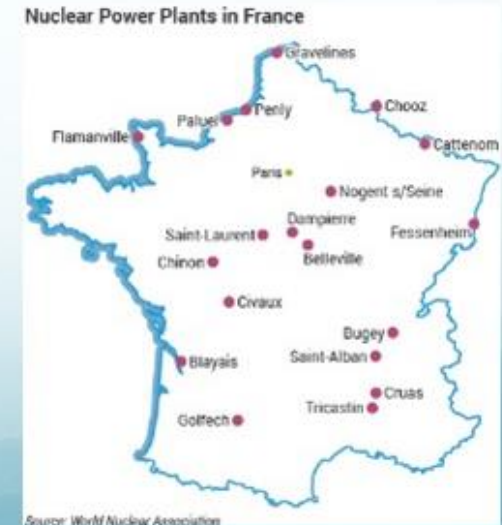 Nuclear Power Plants in France
Gravelines
Penly
Paluel
Chooz
Flamanville
Cattenom
Paris
Nogent s/Seine
Dampierre
Saint-Laurent
Fessenheim
Belleville
Chinon
Civaux
Bugey
Saint-Alban
Blayais
Cruas
Tricastin
Golfech
Source: World Nuclear Association